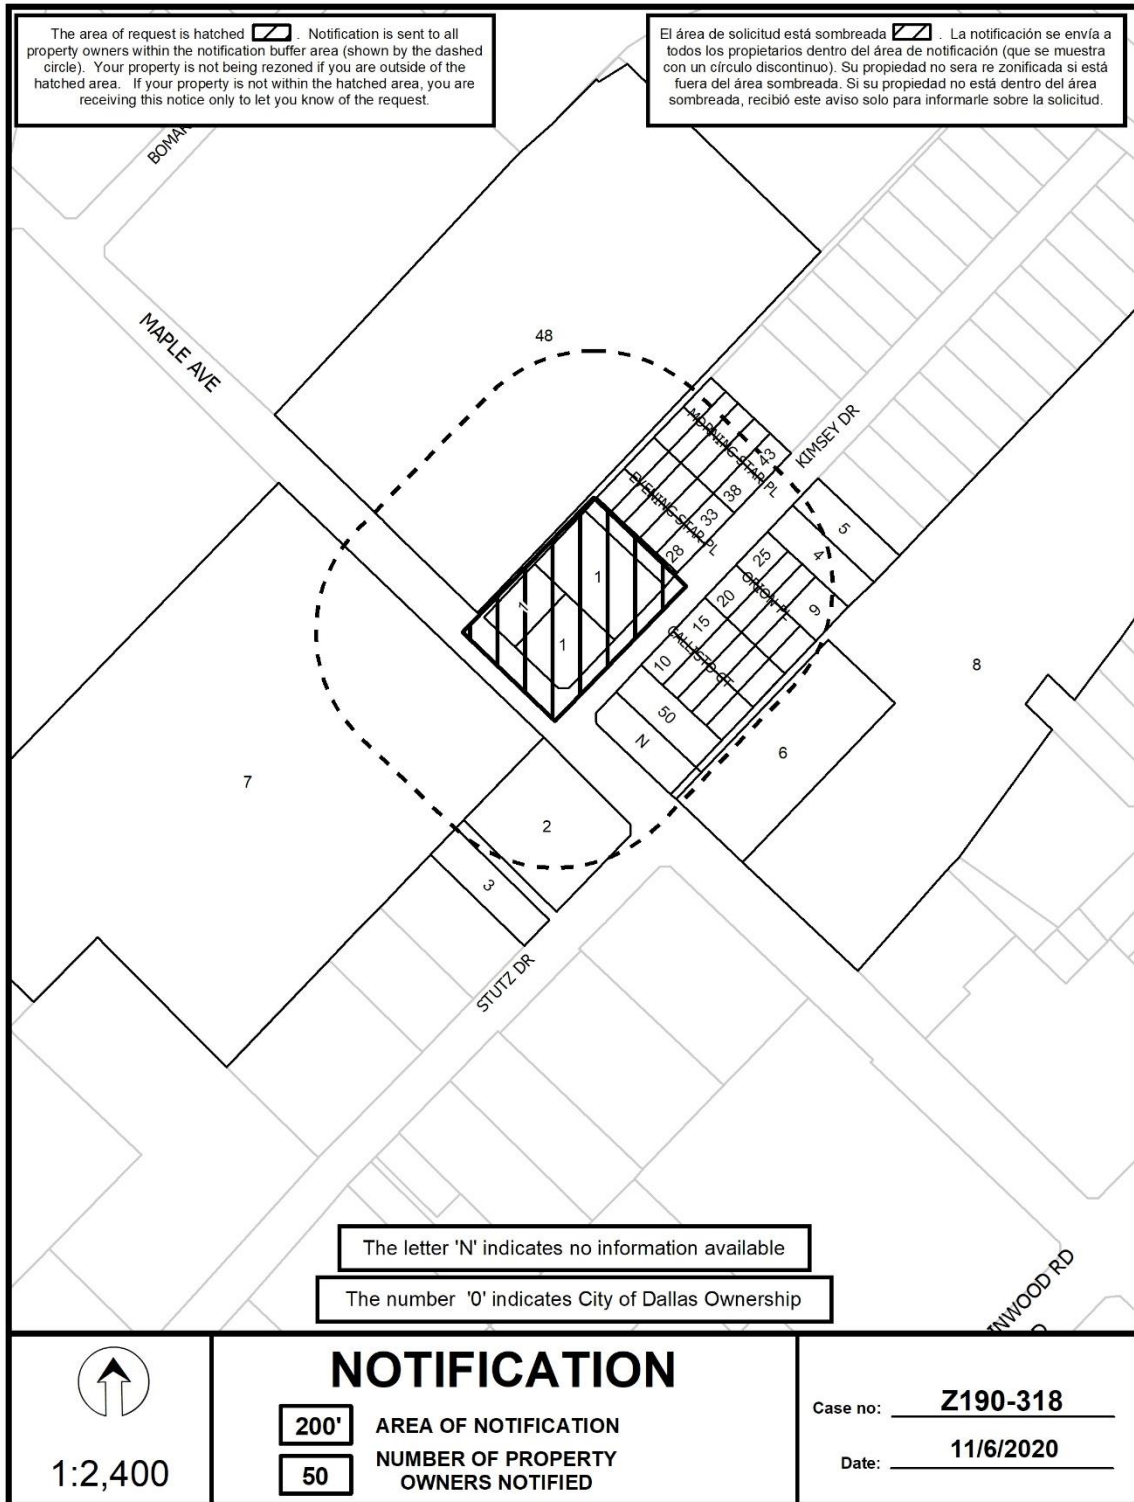 The area of request is hatched . Notification is sent to all
property owners within the notification buffer area (shown by the dashed
circle). Your property is not being rezoned if you are outside of the
hatched area. If your property is not within the hatched area, you are
receiving this notice only to let you know of the request.
El área de solicitud está sombreada . La notificación se envía a
todos los propietarios dentro del área de notificación (que se muestra
con un círculo discontinuo). Su propiedad no sera re zonificada si está
fuera del área sombreada. Si su propiedad no está dentro del área
sombreada, recibió este aviso solo para informarle sobre la solicitud.
MAPLE AVE
48
MORNING STAR PL
43
KIMSEY DR
38
EVENING STAR PL
33
28
5
4
25
ORION PL
9
20
15
CALLISTO CT
10
50
N
1
1
1
8
6
7
2
3
STUTZ DR
The letter 'N' indicates no information available
The number '0' indicates City of Dallas Ownership
1:2,400
NOTIFICATION
200' AREA OF NOTIFICATION
50 NUMBER OF PROPERTY
OWNERS NOTIFIED
Case no: Z190-318
Date: 11/6/2020